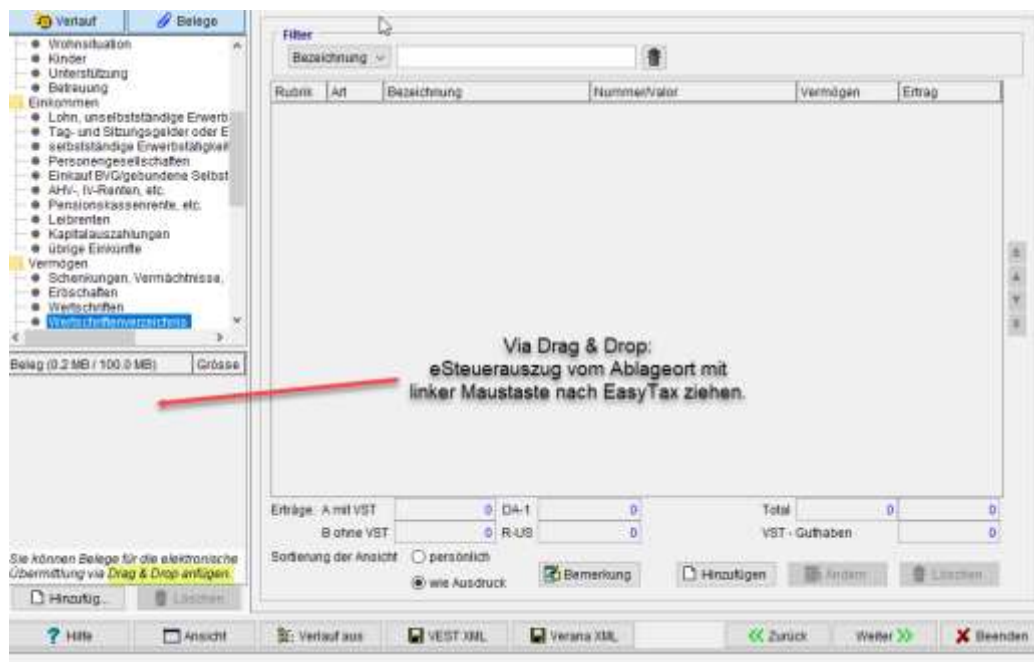 Verlauf
Belege
Wohnsituation
Kinder
Unterstützung
Betreuung
Einkommen
Lohn, unselbstständige Erwerb
Tag- und Sitzungsgelder oder E
selbstständige Erwerbstätigkeit
Personengesellschaften
Einkauf BVG/gebundene Selbst
AHV-, IV-Renten, etc.
Pensionskassenrente, etc.
Leibrenten
Kapitalauszahlungen
übrige Einkünfte
Vermögen
Schenkungen, Vermächtnisse,
Erbschaften
Wertschriften
Wertschriftenverzeichnis
Beleg (0.2 MB / 100.0 MB) Grösse
Sie können Belege für die elektronische
Übermittlung via Drag & Drop anfügen.
Hinzufüg... Löschen
Filter
Bezeichnung
Rubrik Art Bezeichnung Nummer/Valor Vermögen Ertrag
Via Drag & Drop:
eSteuerauszug vom Ablageort mit
linker Maustaste nach EasyTax ziehen.
Erträge A mit VST 0 DA-1 0 Total 0 0
B ohne VST 0 R-US 0 VST - Guthaben 0
Sortierung der Ansicht persönlich
wie Ausdruck
Bemerkung Hinzufügen Ändern Löschen
Hilfe Ansicht Verlauf aus VEST XML Verana XML Zurück Weiter Beenden